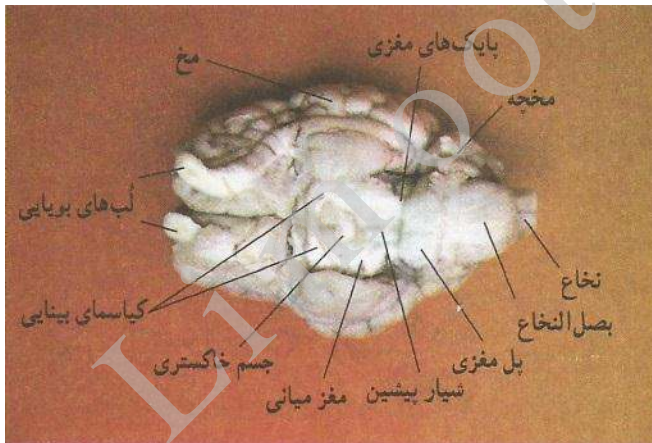 پایک‌های مغزی
مخ
مخچه
لُب‌های بویایی
نخاع
کیاسمای بینایی
بصل‌النخاع
پل مغزی
جسم خاکستری
شیار پیشین
مغز میانی